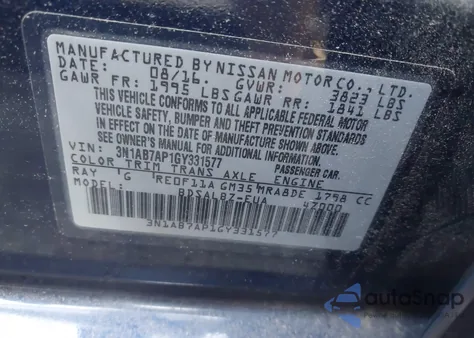 MANUFACTURED BY NISSAN MOTOR CO., LTD.
DATE: 08/16. GVWR: 3823 LBS
GAWR FR: 1995 LBS GAWR RR: 1841 LBS
THIS VEHICLE CONFORMS TO ALL APPLICABLE FEDERAL MOTOR
VEHICLE SAFETY, BUMPER AND THEFT PREVENTION STANDARDS
IN EFFECT ON THE DATE OF MANUFACTURE SHOWN ABOVE.
SEE OWNER'S MANUAL FOR ADDITIONAL INFORMATION.
VIN: 3N1AB7AP1GY331577 PASSENGER CAR
COLOR TRIM TRANS AXLE ENGINE
RAY G RE0F11A GM35 MRA8DE 1798 CC
MODEL: BDSALBZ-EUA 4Z000
3N1AB7AP1GY331577
autoSnap